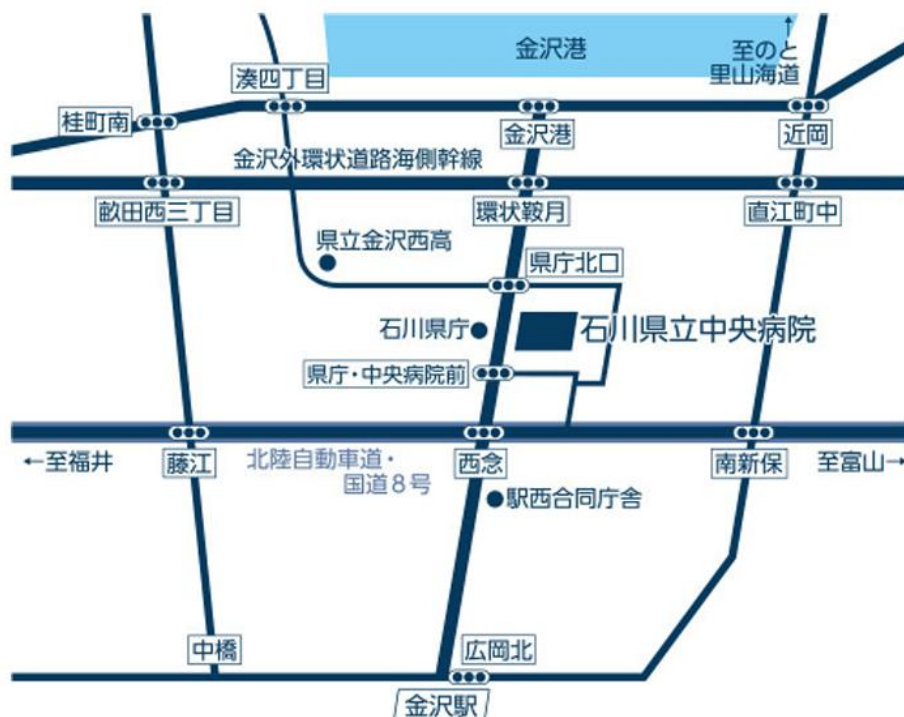 金沢港
↑
至のと
里山海道
湊四丁目
桂町南
金沢港
近岡
金沢外環状道路海側幹線
畝田西三丁目
環状鞍月
直江町中
県立金沢西高
県庁北口
石川県庁
石川県立中央病院
県庁・中央病院前
←至福井
藤江
北陸自動車道・
国道8号
西念
南新保
至富山→
駅西合同庁舎
中橋
広岡北
金沢駅